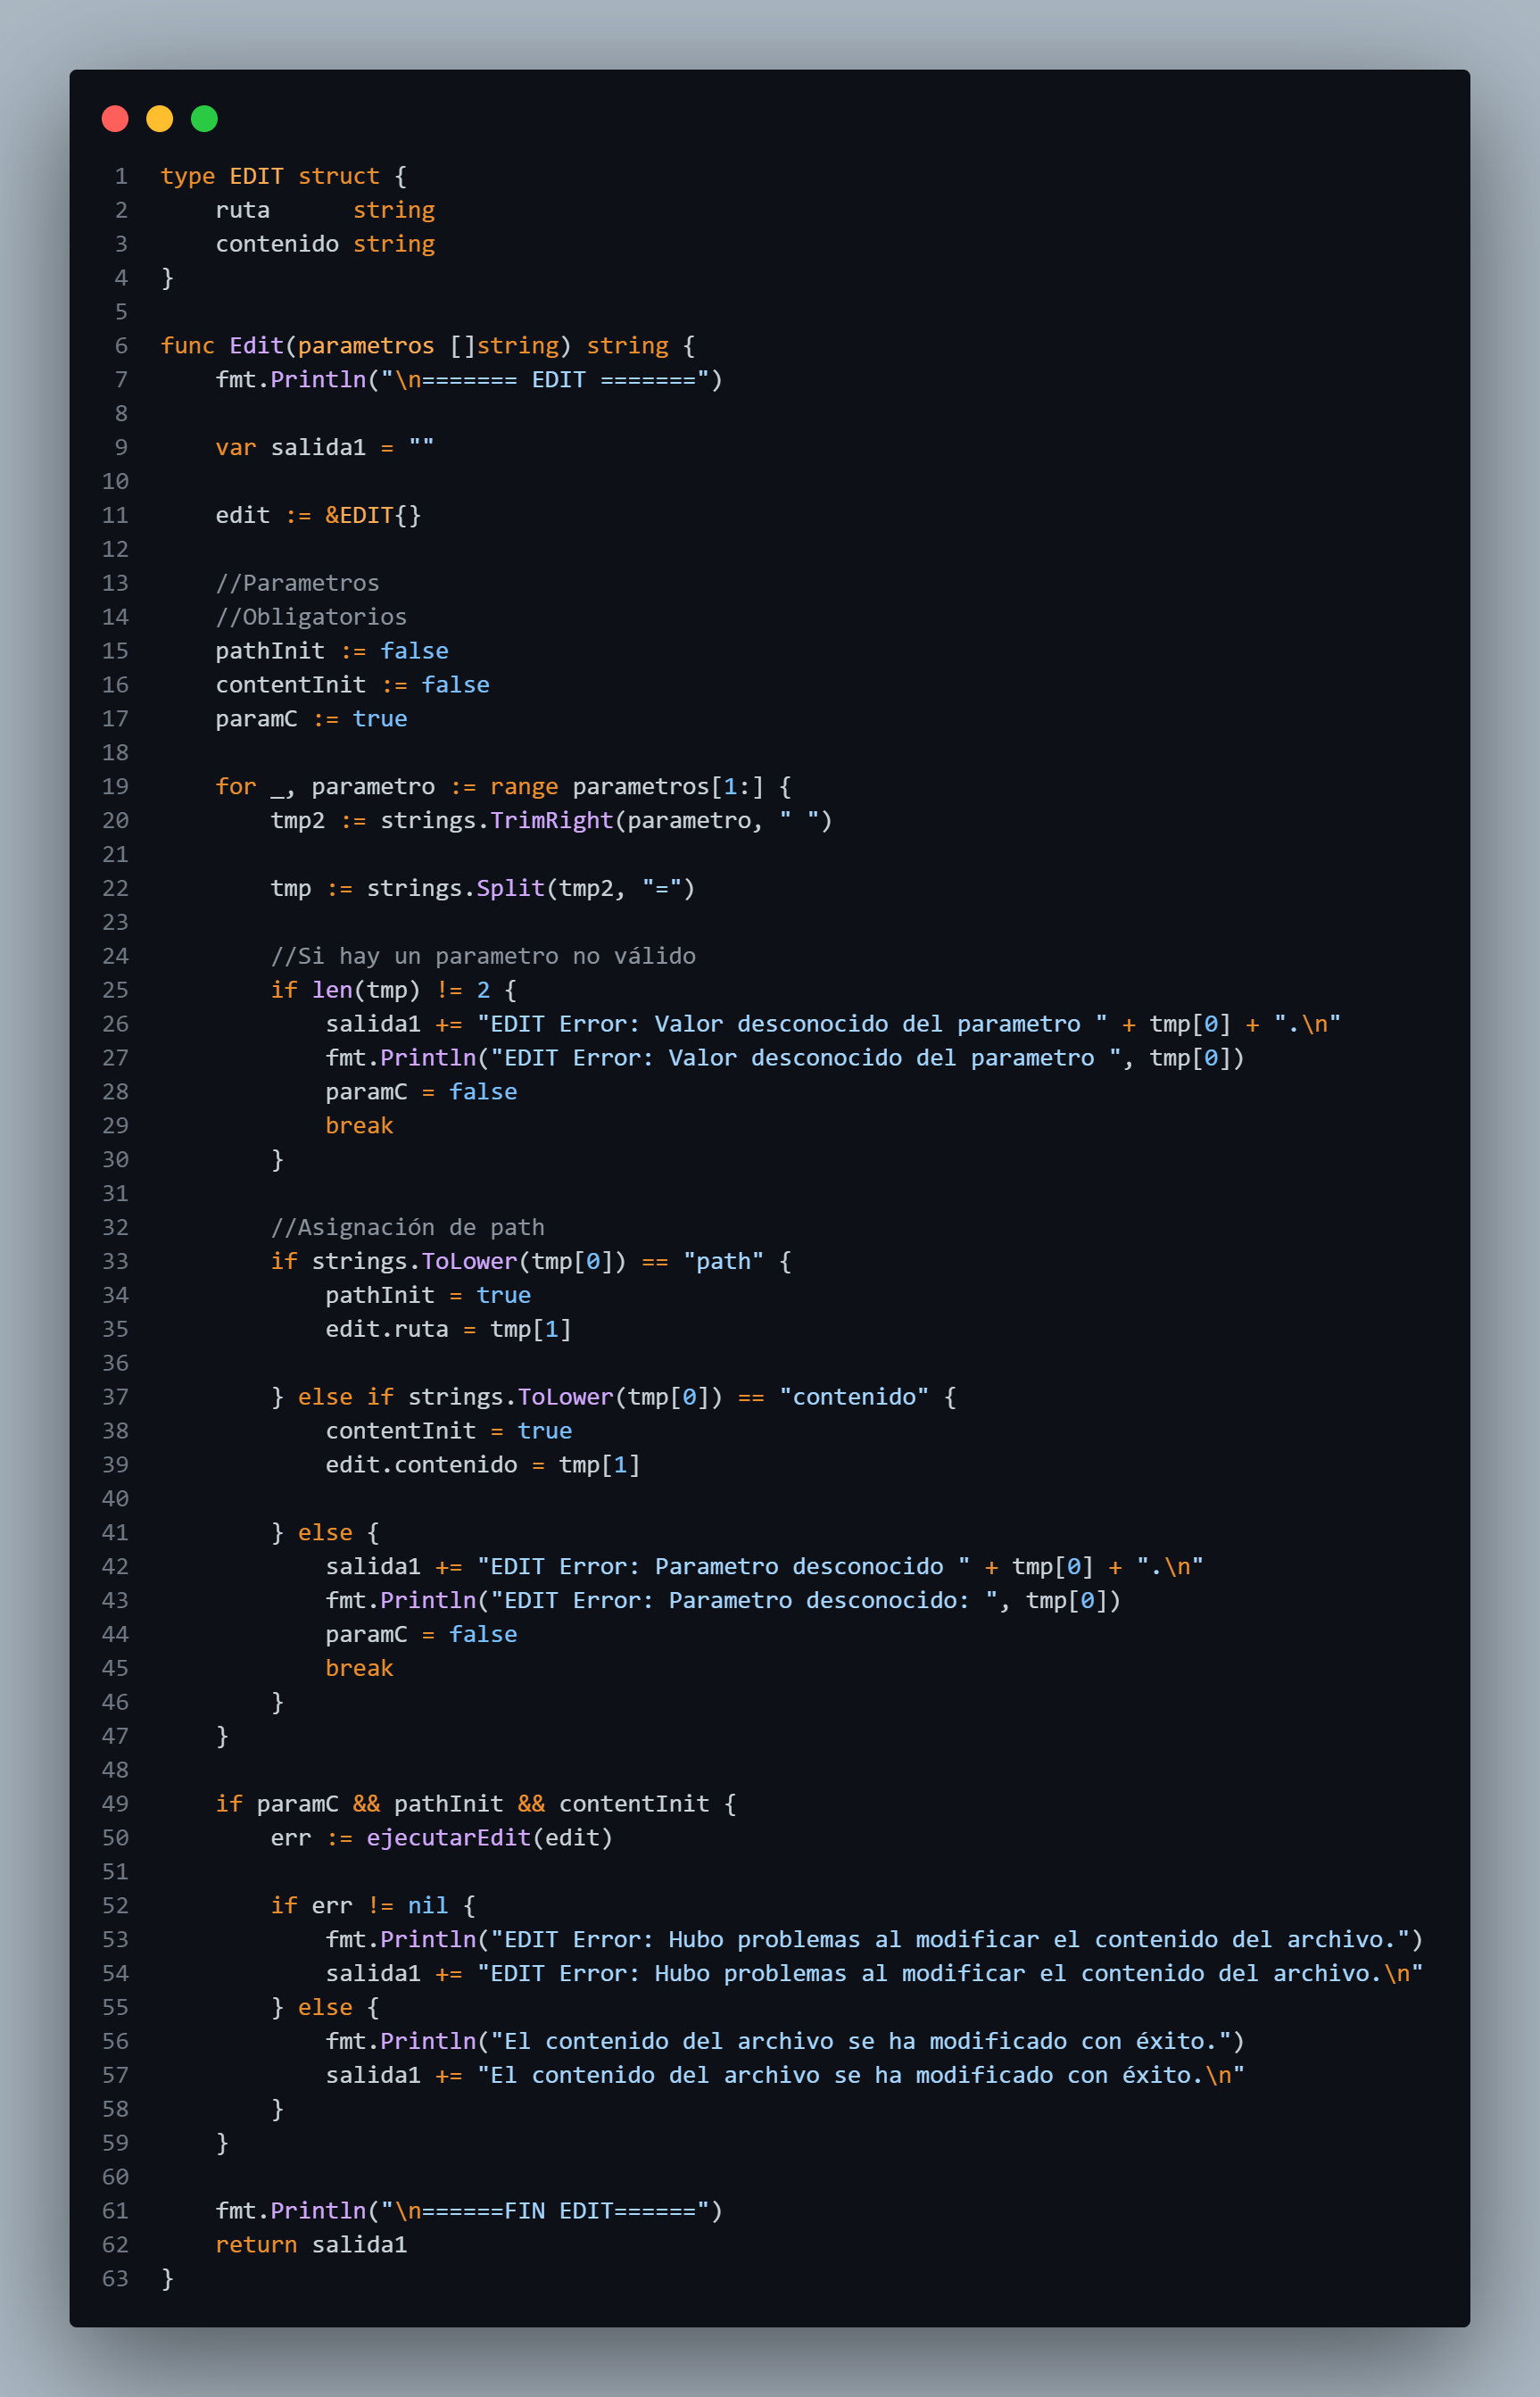 1 type EDIT struct {
2     ruta      string
3     contenido string
4 }
5
6 func Edit(parametros []string) string {
7     fmt.Println("\n======= EDIT =======")
8
9     var salida1 = ""
10
11     edit := &EDIT{}
12
13     //Parametros
14     //Obligatorios
15     pathInit := false
16     contentInit := false
17     paramC := true
18
19     for _, parametro := range parametros[1:] {
20         tmp2 := strings.TrimRight(parametro, " ")
21
22         tmp := strings.Split(tmp2, "=")
23
24         //Si hay un parametro no válido
25         if len(tmp) != 2 {
26             salida1 += "EDIT Error: Valor desconocido del parametro " + tmp[0] + ".\n"
27             fmt.Println("EDIT Error: Valor desconocido del parametro ", tmp[0])
28             paramC = false
29             break
30         }
31
32         //Asignación de path
33         if strings.ToLower(tmp[0]) == "path" {
34             pathInit = true
35             edit.ruta = tmp[1]
36
37         } else if strings.ToLower(tmp[0]) == "contenido" {
38             contentInit = true
39             edit.contenido = tmp[1]
40
41         } else {
42             salida1 += "EDIT Error: Parametro desconocido " + tmp[0] + ".\n"
43             fmt.Println("EDIT Error: Parametro desconocido: ", tmp[0])
44             paramC = false
45             break
46         }
47     }
48
49     if paramC && pathInit && contentInit {
50         err := ejecutarEdit(edit)
51
52         if err != nil {
53             fmt.Println("EDIT Error: Hubo problemas al modificar el contenido del archivo.")
54             salida1 += "EDIT Error: Hubo problemas al modificar el contenido del archivo.\n"
55         } else {
56             fmt.Println("El contenido del archivo se ha modificado con éxito.")
57             salida1 += "El contenido del archivo se ha modificado con éxito.\n"
58         }
59     }
60
61     fmt.Println("\n======FIN EDIT======")
62     return salida1
63 }